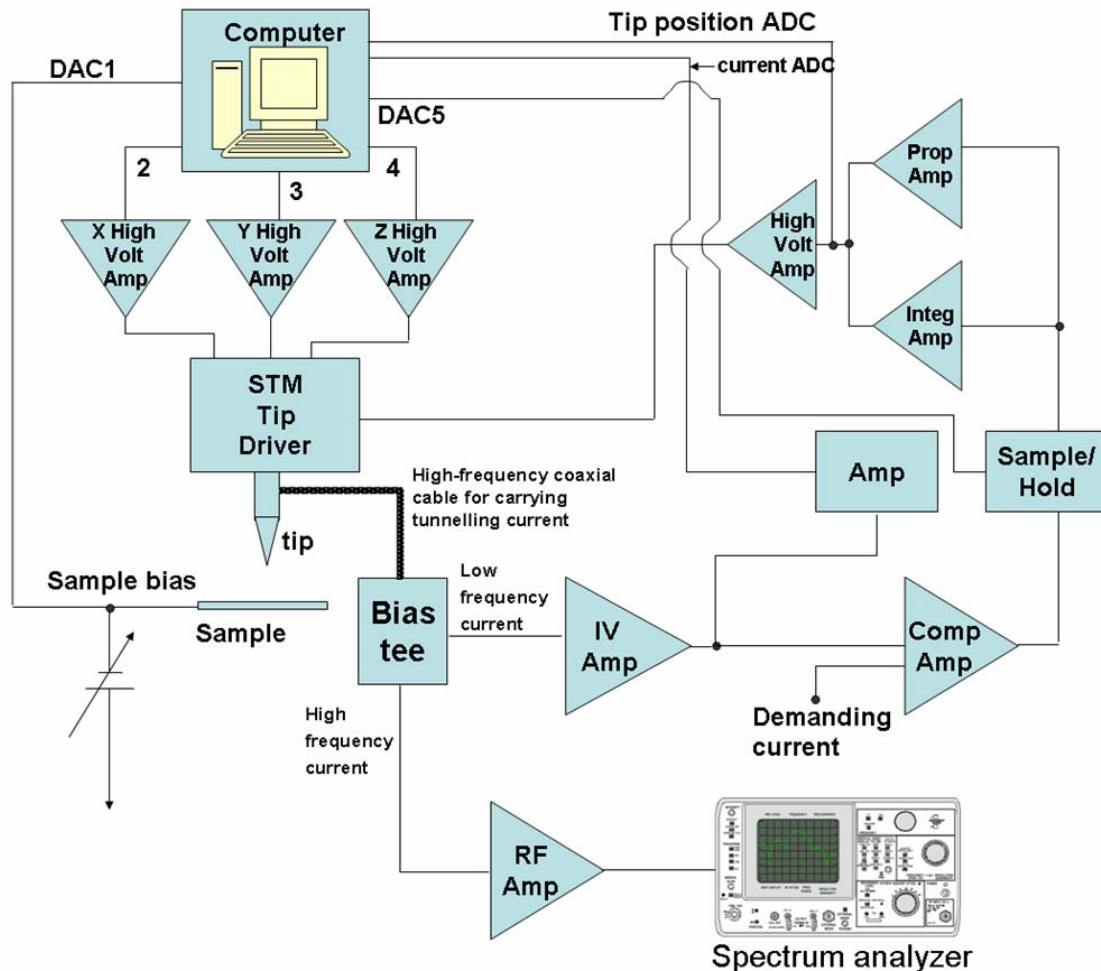 Computer
Tip position ADC
DAC1
current ADC
DAC5
2
3
4
X High
Volt
Amp
Y High
Volt
Amp
Z High
Volt
Amp
High
Volt
Amp
Prop
Amp
Integ
Amp
STM
Tip
Driver
Amp
Sample/
Hold
High-frequency coaxial
cable for carrying
tunnelling current
tip
Sample bias
Sample
Bias
tee
Low
frequency
current
IV
Amp
Comp
Amp
Demanding
current
High
frequency
current
RF
Amp
Spectrum analyzer